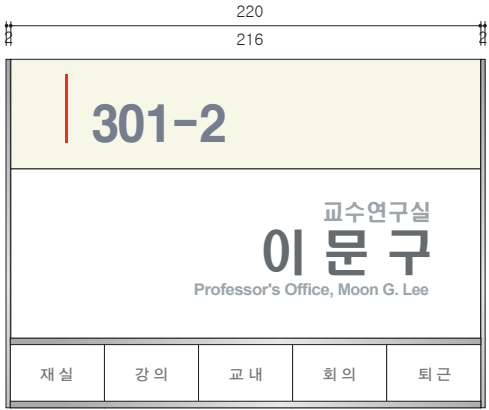 220
2 216 2
301-2
교수연구실
이 문 구
Professor's Office, Moon G. Lee
재 실 강 의 교 내 회 의 퇴 근